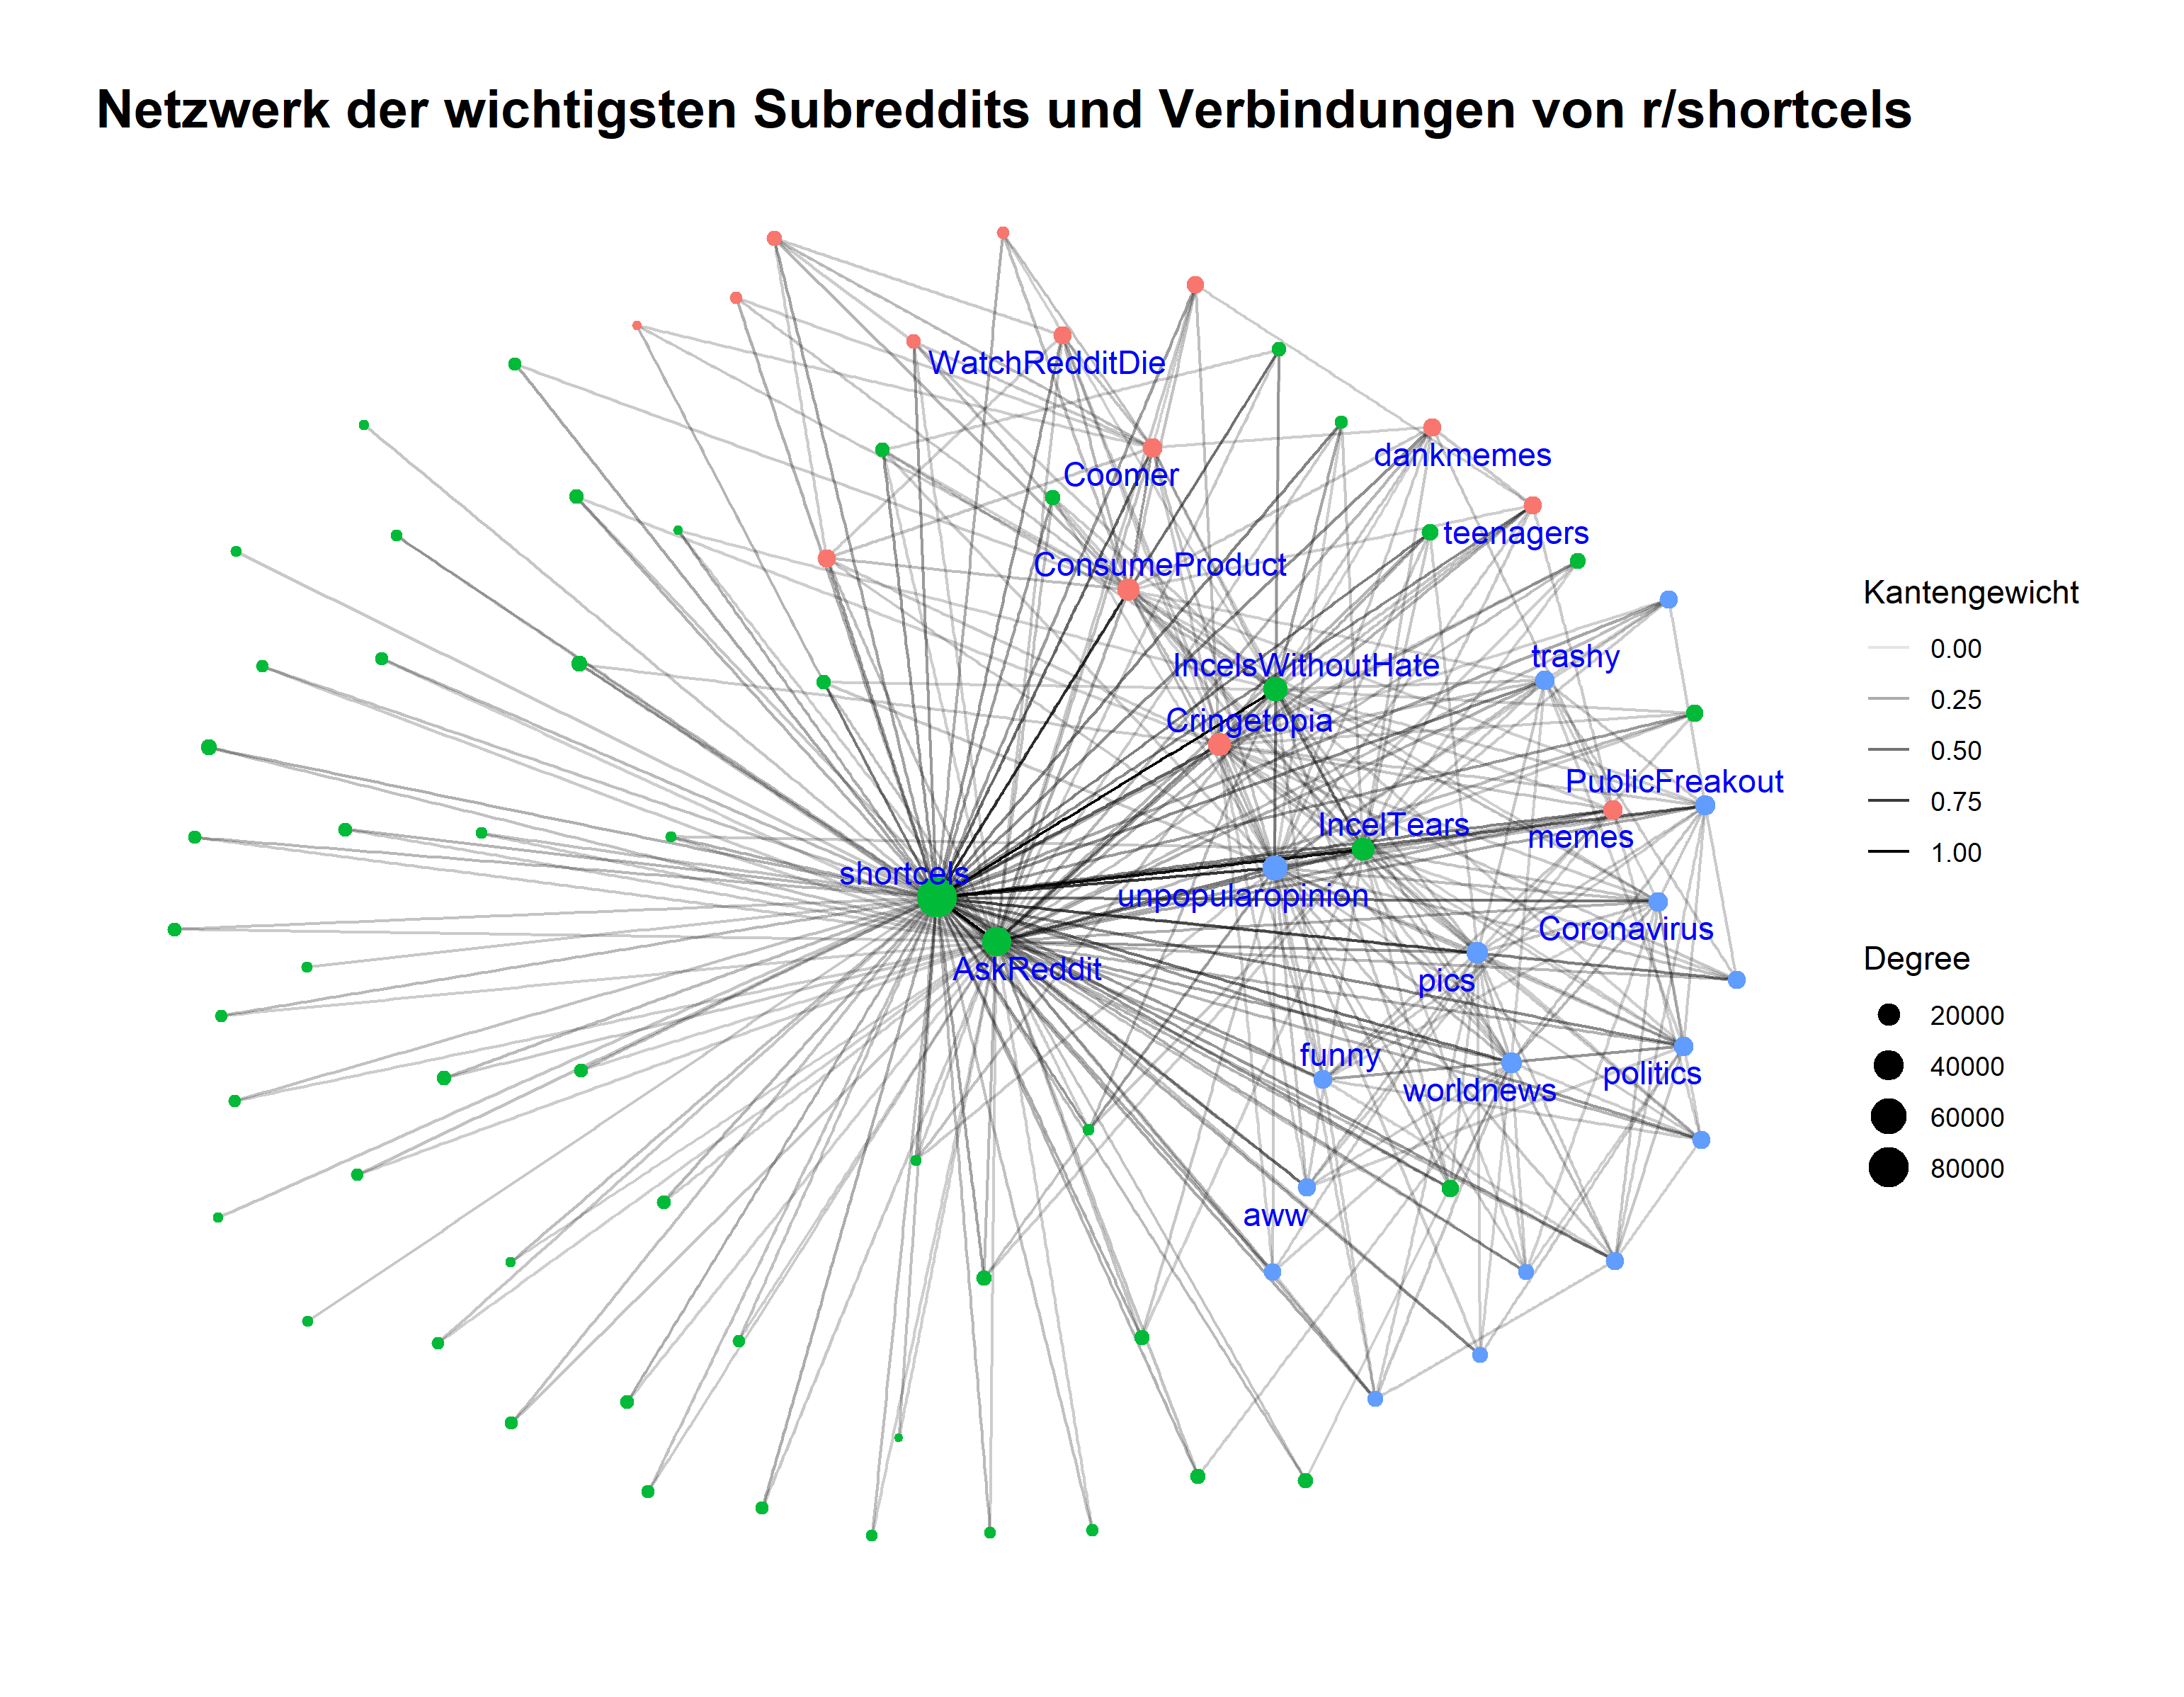 Netzwerk der wichtigsten Subreddits und Verbindungen von r/shortcels
WatchRedditDie
dankmemes
Coomer
teenagers
ConsumeProduct
trashy
IncelsWithoutHate
Cringetopia
PublicFreakout
IncelTears
memes
shortcels
unpopularopinion
Coronavirus
AskReddit
pics
funny
worldnews
politics
aww
Kantengewicht
0.00
0.25
0.50
0.75
1.00
Degree
20000
40000
60000
80000